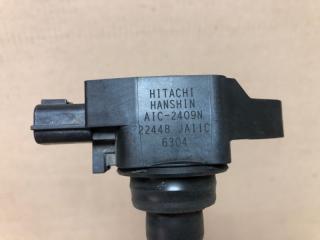 HITACHI
HANSHIN
AIC-2409N
22448 JA11C
6304